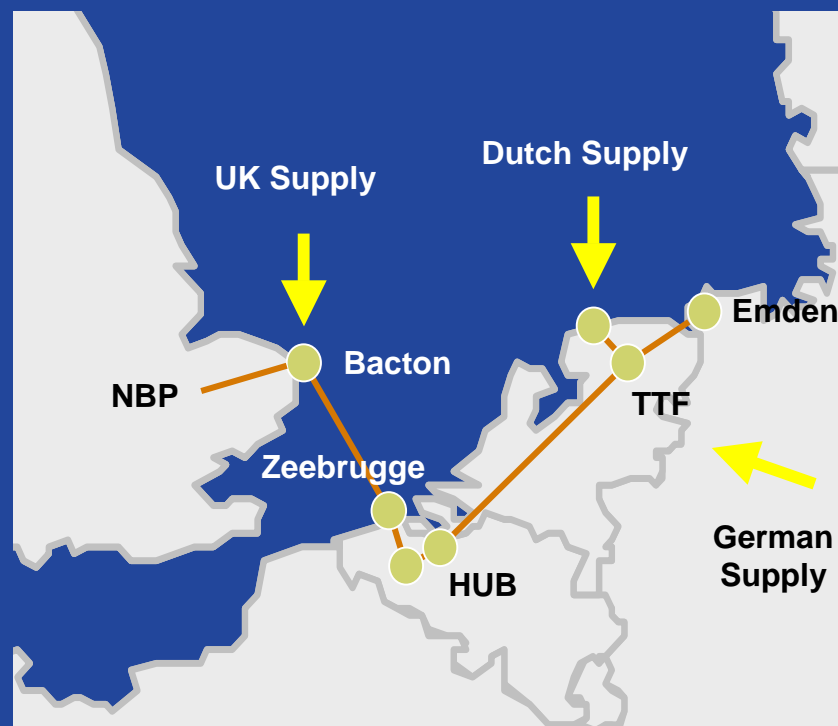 Dutch Supply
UK Supply
Emden
Bacton
NBP
TTF
Zeebrugge
German
Supply
HUB